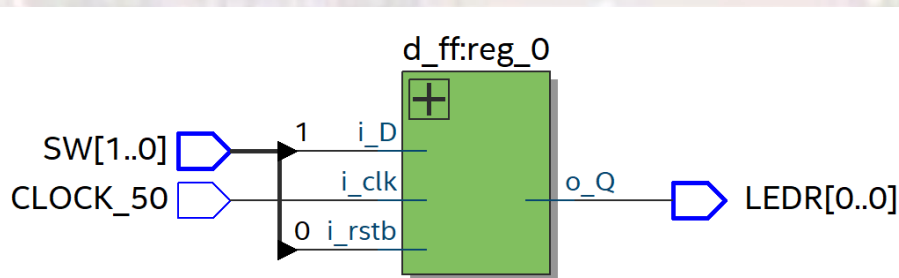 d_ff:reg_0
SW[1..0] 1 i_D
CLOCK_50 i_clk o_Q LEDR[0..0]
0 i_rstb